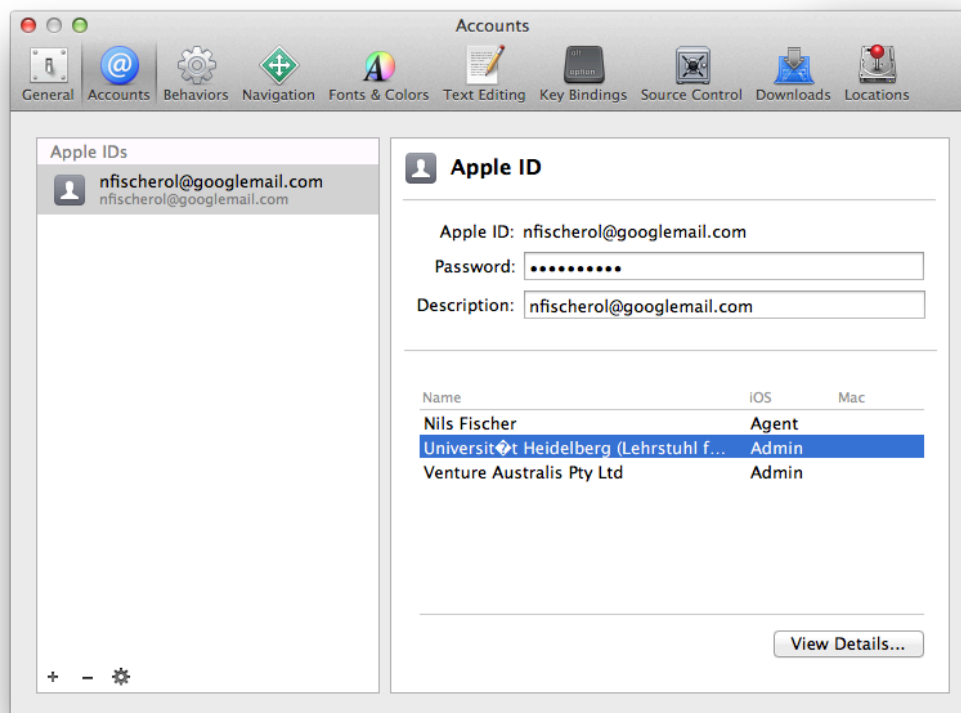 Accounts
General Accounts Behaviors Navigation Fonts & Colors Text Editing alt option Key Bindings Source Control Downloads Locations
Apple IDs
nfischerol@googlemail.com
nfischerol@googlemail.com
Apple ID
Apple ID: nfischerol@googlemail.com
Password: ••••••••••
Description: nfischerol@googlemail.com
Name iOS Mac
Nils Fischer Agent
Universit�t Heidelberg (Lehrstuhl f... Admin
Venture Australis Pty Ltd Admin
View Details...